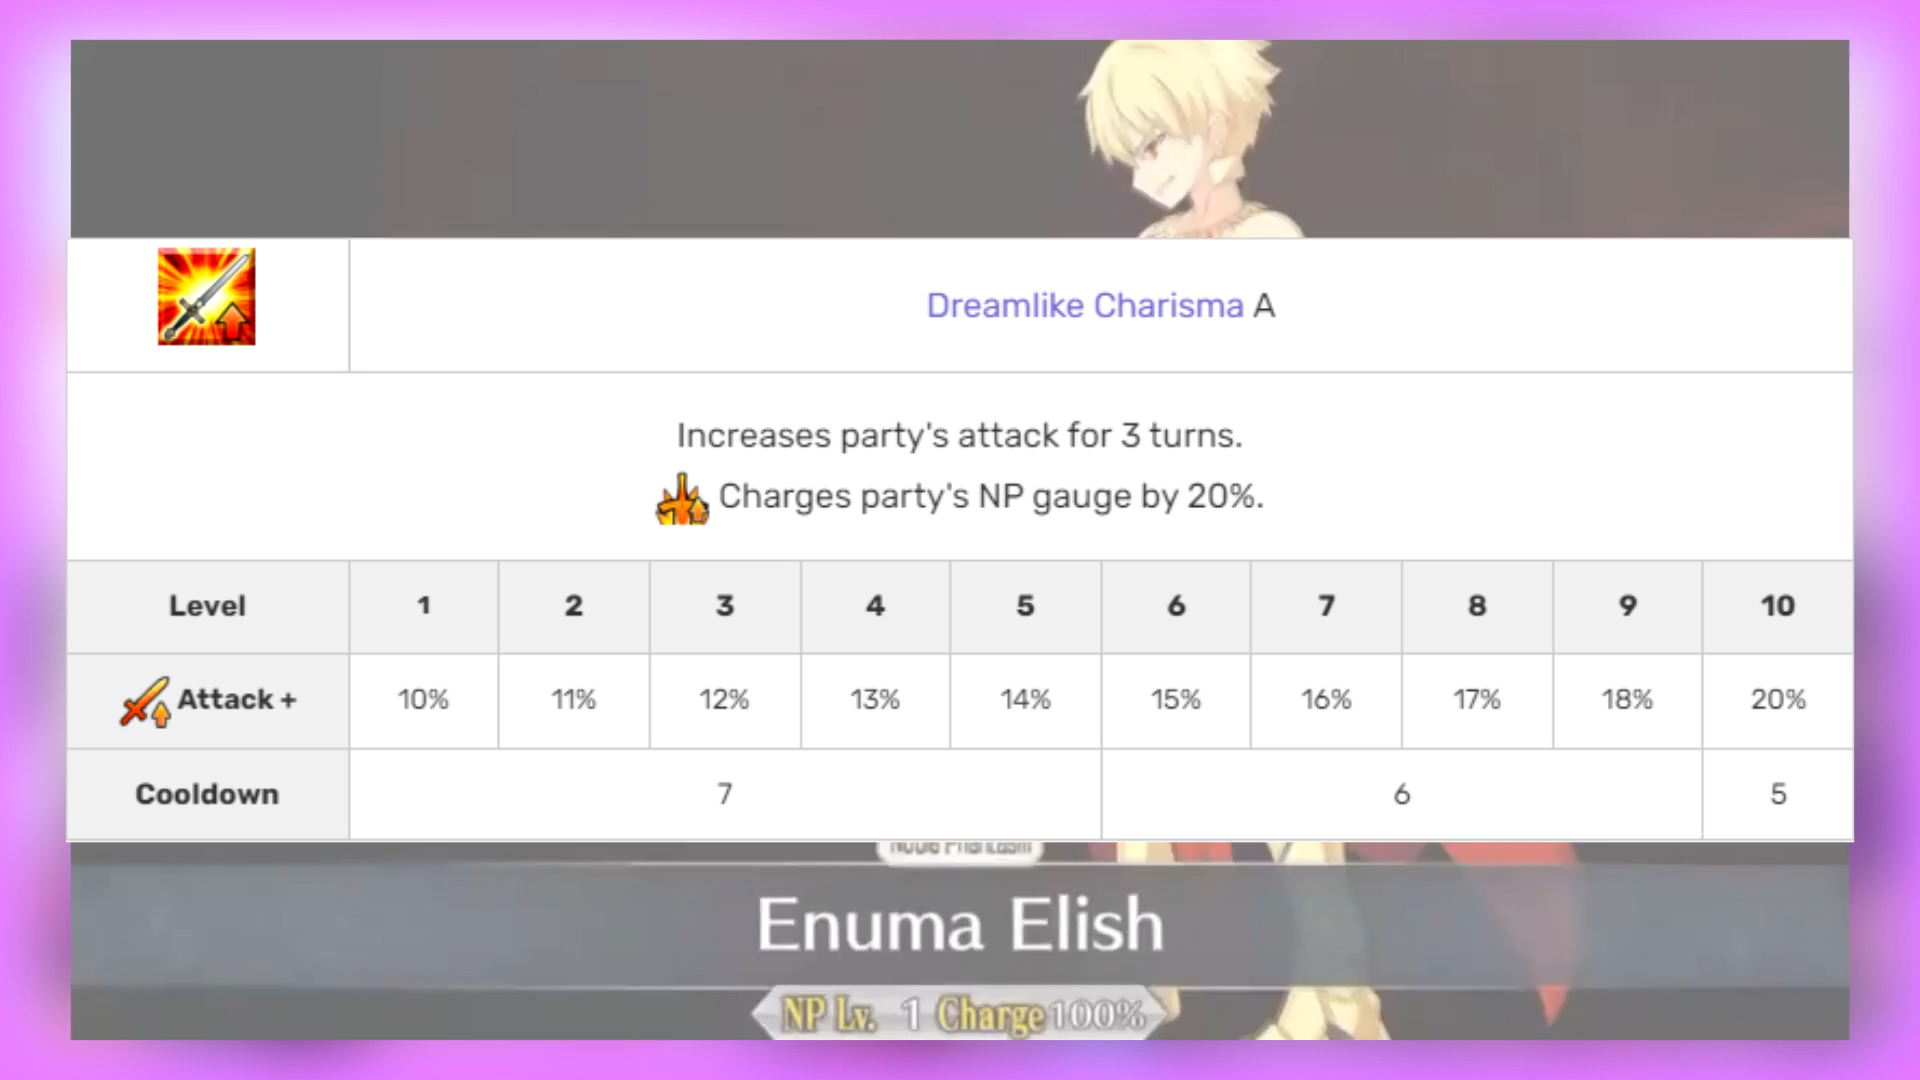 Dreamlike Charisma A
Increases party's attack for 3 turns.
Charges party's NP gauge by 20%.
Level 1 2 3 4 5 6 7 8 9 10
Attack + 10% 11% 12% 13% 14% 15% 16% 17% 18% 20%
Cooldown 7 6 5
Noble Phantasm
Enuma Elish
NP Lv. 1 Charge 100%